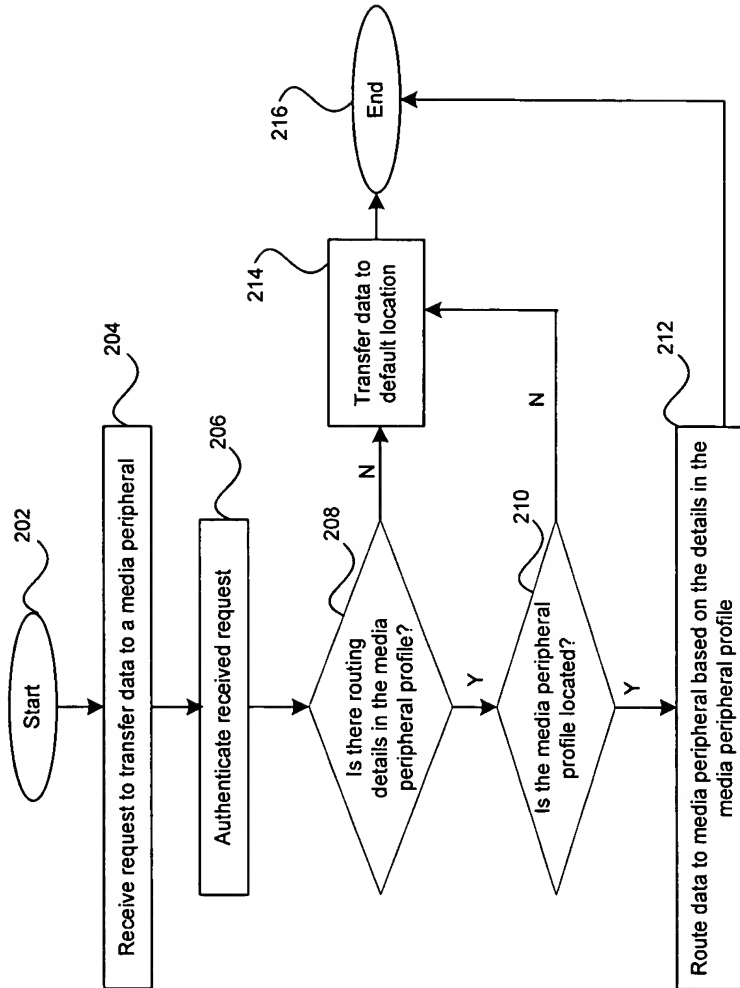 202
Start
204
Receive request to transfer data to a media peripheral
206
Authenticate received request
208
Is there routing
details in the media
peripheral profile?
N
Y
210
Is the media peripheral
profile located?
N
Y
212
Route data to media peripheral based on the details in the
media peripheral profile
214
Transfer data to
default location
216
End